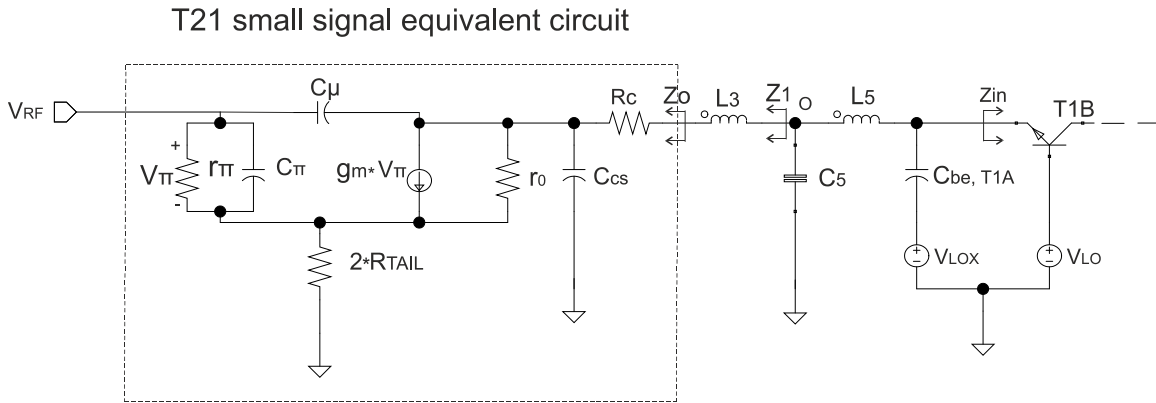 T21 small signal equivalent circuit
VRF
Cμ
+
Vπ
-
rπ
Cπ
gm*Vπ
r0
Ccs
2*RTAIL
Rc
Zo
L3
Z1
O
L5
C5
Zin
T1B
Cbe, T1A
+
-
VLOX
+
-
VLO